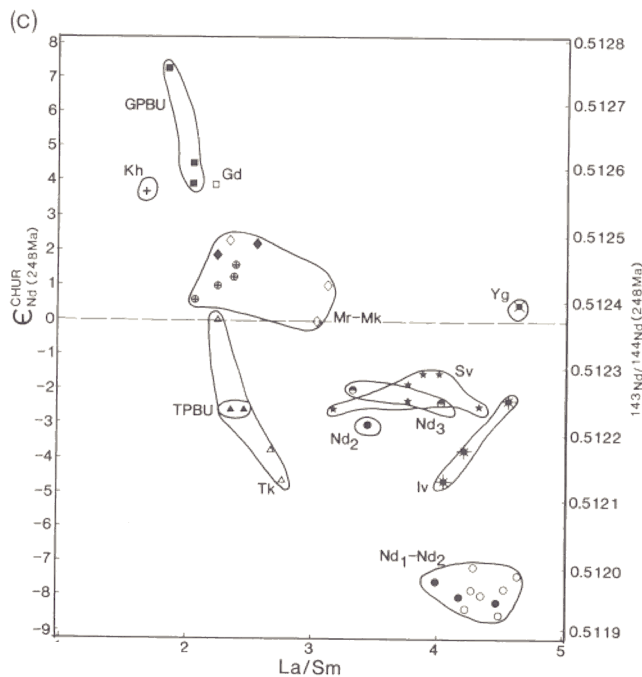 (c)
8
7
6
5
4
3
2
1
0
-1
-2
-3
-4
-5
-6
-7
-8
-9
ϵ CHUR Nd (248Ma)
GPBU
Kh
Gd
Mr-Mk
Yg
TPBU
Tk
Sv
Nd3
Nd2
Iv
Nd1-Nd2
0.5128
0.5127
0.5126
0.5125
0.5124
0.5123
0.5122
0.5121
0.5120
0.5119
143Nd/144Nd (248Ma)
2
3
4
5
La/Sm